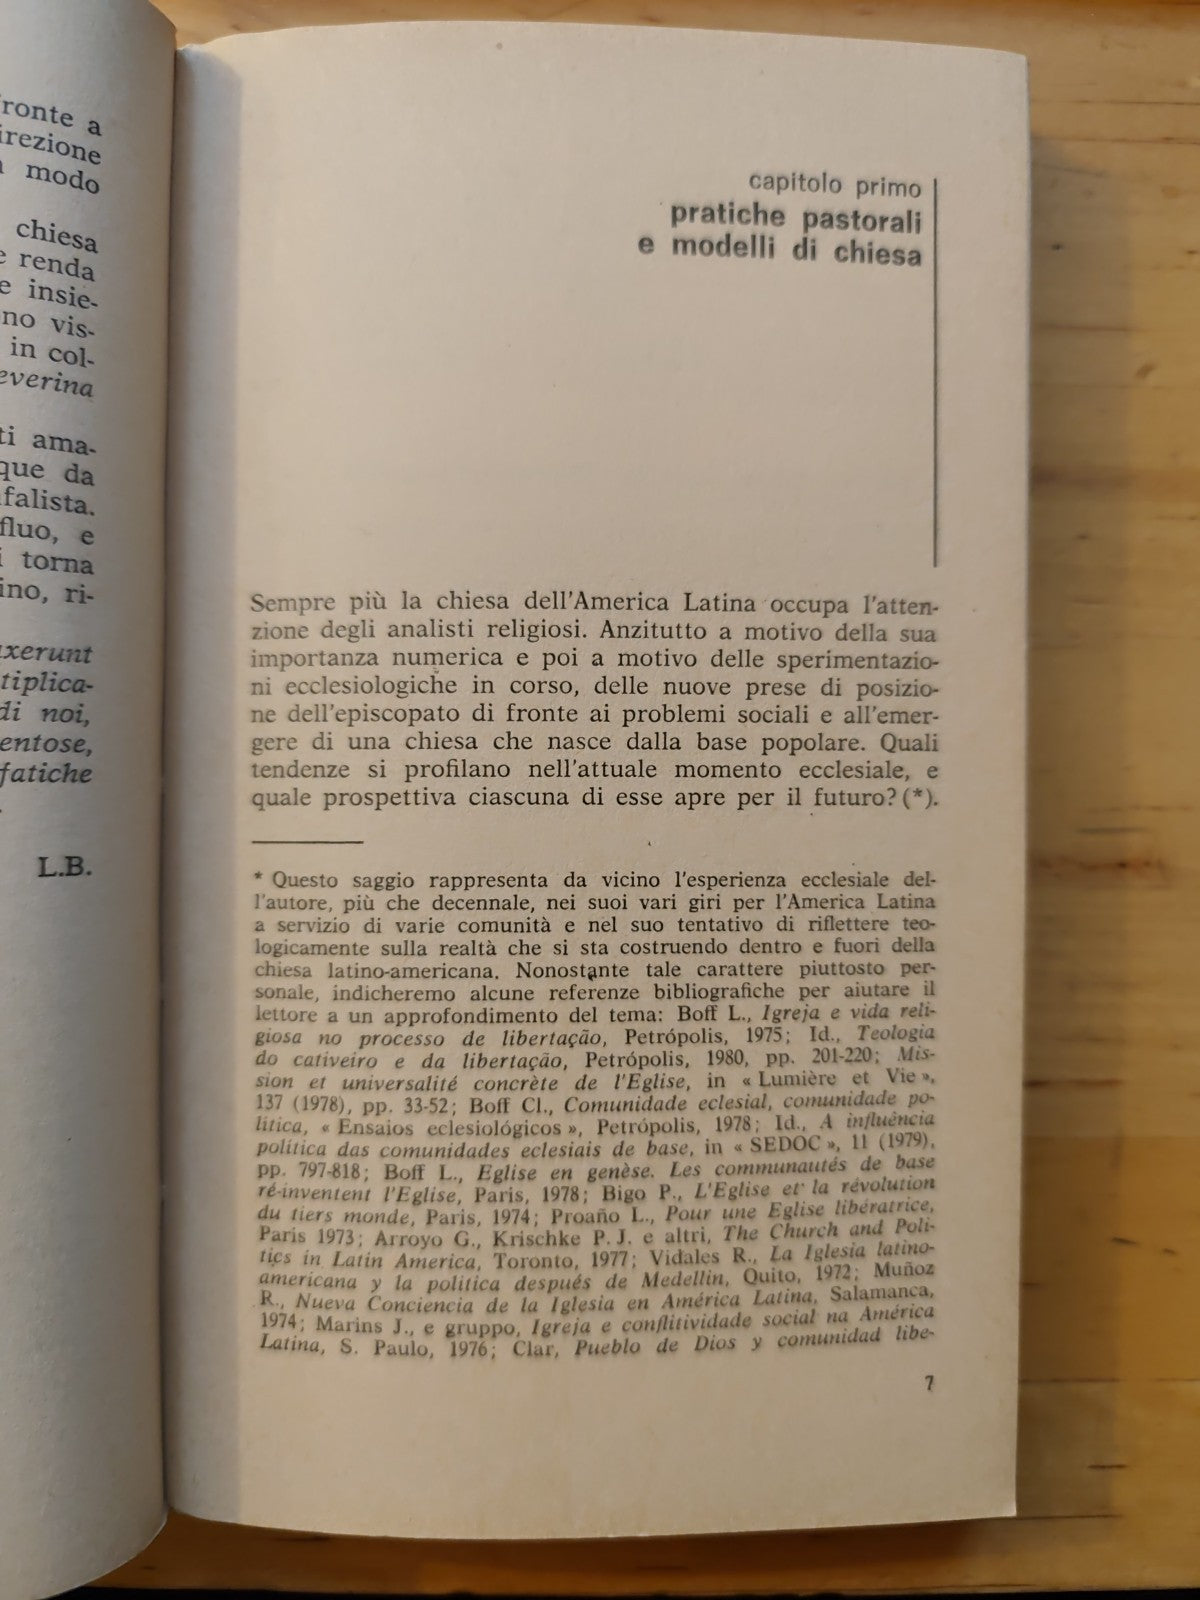 fronte a
irezione
modo
chiesa
renda
e insie-
no vis-
in col-
everina
ti ama-
que da
falista.
fluo, e
i torna
ino, ri-
xerunt
tiplica-
di noi,
entose,
fatiche
L.B.
capitolo primo
pratiche pastorali
e modelli di chiesa
Sempre più la chiesa dell'America Latina occupa l'atten-
zione degli analisti religiosi. Anzitutto a motivo della sua
importanza numerica e poi a motivo delle sperimentazio-
ni ecclesiologiche in corso, delle nuove prese di posizio-
ne dell'episcopato di fronte ai problemi sociali e all'emer-
gere di una chiesa che nasce dalla base popolare. Quali
tendenze si profilano nell'attuale momento ecclesiale, e
quale prospettiva ciascuna di esse apre per il futuro? (*).
* Questo saggio rappresenta da vicino l'esperienza ecclesiale del-
l'autore, più che decennale, nei suoi vari giri per l'America Latina
a servizio di varie comunità e nel suo tentativo di riflettere teo-
logicamente sulla realtà che si sta costruendo dentro e fuori della
chiesa latino-americana. Nonostante tale carattere piuttosto per-
sonale, indicheremo alcune referenze bibliografiche per aiutare il
lettore a un approfondimento del tema: Boff L., Igreja e vida reli-
giosa no processo de libertação, Petrópolis, 1975; Id., Teologia
do cativeiro e da libertação, Petrópolis, 1980, pp. 201-220; Mis-
sion et universalité concrète de l'Eglise, in « Lumière et Vie »,
137 (1978), pp. 33-52; Boff Cl., Comunidade eclesial, comunidade po-
lítica, « Ensaios eclesiológicos », Petrópolis, 1978; Id., A influência
política das comunidades eclesiais de base, in « SEDOC », 11 (1979),
pp. 797-818; Boff L., Eglise en genèse. Les communautés de base
ré-inventent l'Eglise, Paris, 1978; Bigo P., L'Eglise et la révolution
du tiers monde, Paris, 1974; Proaño L., Pour une Eglise libératrice,
Paris 1973; Arroyo G., Krischke P. J. e altri, The Church and Poli-
tics in Latin America, Toronto, 1977; Vidales R., La Iglesia latino-
americana y la política después de Medellín, Quito, 1972; Muñoz
R., Nueva Conciencia de la Iglesia en América Latina, Salamanca,
1974; Marins J., e gruppo, Igreja e conflitividade social na América
Latina, S. Paulo, 1976; Clar, Pueblo de Dios y comunidad libe-
7